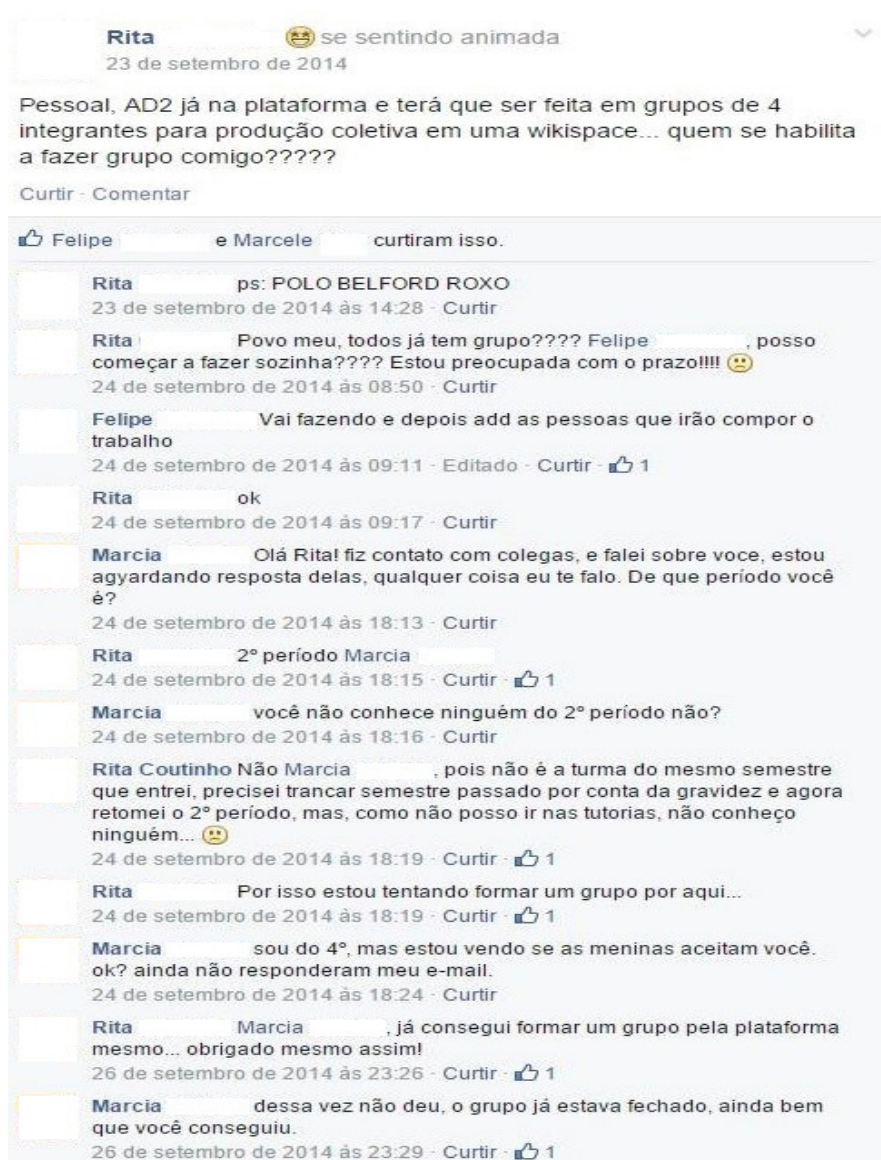 Rita se sentindo animada
23 de setembro de 2014
Pessoal, AD2 já na plataforma e terá que ser feita em grupos de 4
integrantes para produção coletiva em uma wikispace... quem se habilita
a fazer grupo comigo?????
Curtir · Comentar
Felipe e Marcele curtiram isso.
Rita ps: POLO BELFORD ROXO
23 de setembro de 2014 às 14:28 · Curtir
Rita Povo meu, todos já tem grupo???? Felipe , posso
começar a fazer sozinha???? Estou preocupada com o prazo!!!!
24 de setembro de 2014 às 08:50 · Curtir
Felipe Vai fazendo e depois add as pessoas que irão compor o
trabalho
24 de setembro de 2014 às 09:11 · Editado · Curtir · 1
Rita ok
24 de setembro de 2014 às 09:17 · Curtir
Marcia Olá Rita! fiz contato com colegas, e falei sobre voce, estou
agyardando resposta delas, qualquer coisa eu te falo. De que período você
é?
24 de setembro de 2014 às 18:13 · Curtir
Rita 2º período Marcia
24 de setembro de 2014 às 18:15 · Curtir · 1
Marcia você não conhece ninguém do 2º período não?
24 de setembro de 2014 às 18:16 · Curtir
Rita Coutinho Não Marcia , pois não é a turma do mesmo semestre
que entrei, precisei trancar semestre passado por conta da gravidez e agora
retomei o 2º período, mas, como não posso ir nas tutorias, não conheço
ninguém...
24 de setembro de 2014 às 18:19 · Curtir · 1
Rita Por isso estou tentando formar um grupo por aqui...
24 de setembro de 2014 às 18:19 · Curtir · 1
Marcia sou do 4º, mas estou vendo se as meninas aceitam você.
ok? ainda não responderam meu e-mail.
24 de setembro de 2014 às 18:24 · Curtir
Rita Marcia , já consegui formar um grupo pela plataforma
mesmo... obrigado mesmo assim!
26 de setembro de 2014 às 23:26 · Curtir · 1
Marcia dessa vez não deu, o grupo já estava fechado, ainda bem
que você conseguiu.
26 de setembro de 2014 às 23:29 · Curtir · 1